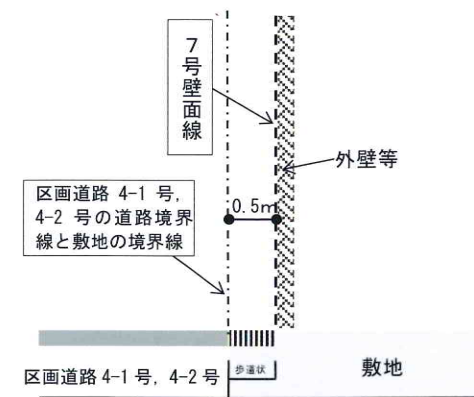 7号壁面線
外壁等
区画道路 4-1 号,
4-2 号の道路境界
線と敷地の境界線
0.5m
区画道路 4-1 号, 4-2 号
歩道状
敷地